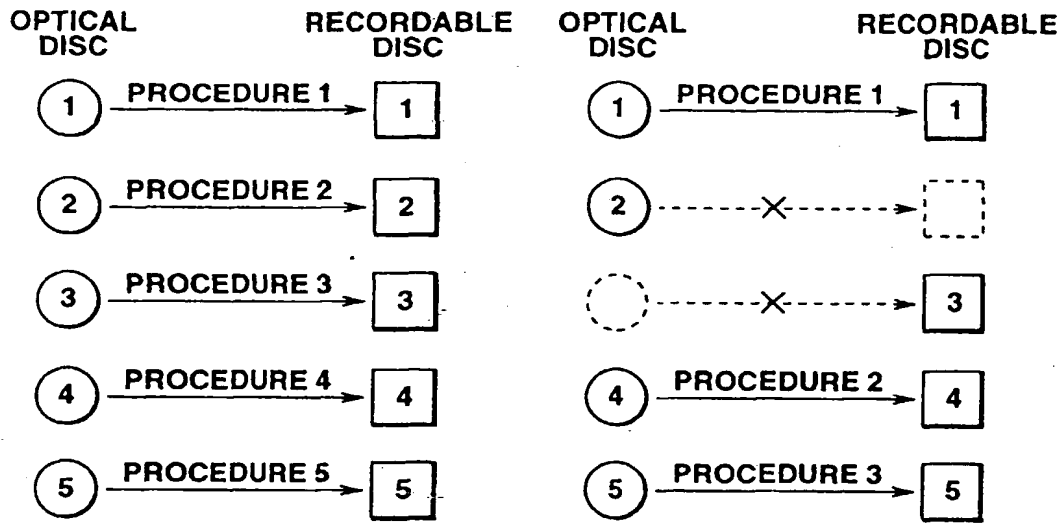 OPTICAL DISC
RECORDABLE DISC
1 PROCEDURE 1 1
2 PROCEDURE 2 2
3 PROCEDURE 3 3
4 PROCEDURE 4 4
5 PROCEDURE 5 5
OPTICAL DISC
RECORDABLE DISC
1 PROCEDURE 1 1
2
3
4 PROCEDURE 2 4
5 PROCEDURE 3 5